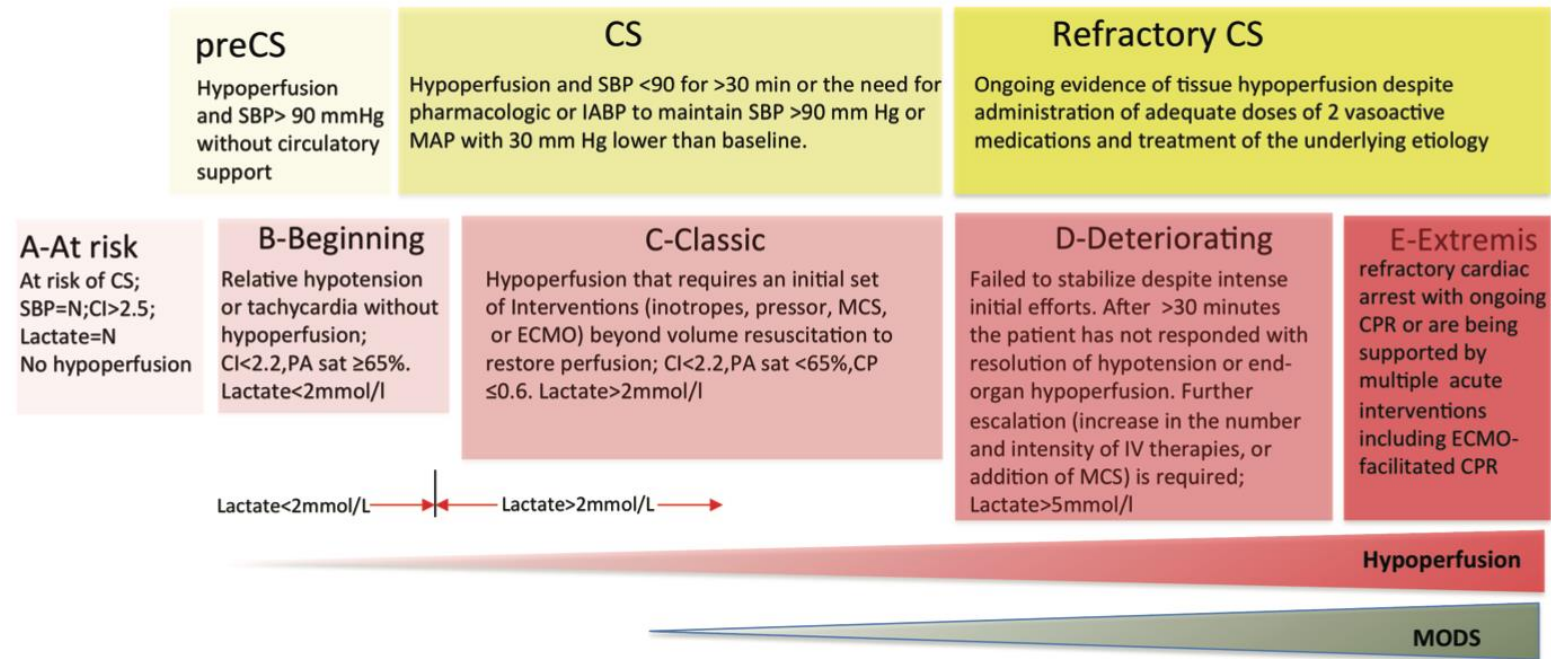 preCS
Hypoperfusion
and SBP> 90 mmHg
without circulatory
support
CS
Hypoperfusion and SBP <90 for >30 min or the need for
pharmacologic or IABP to maintain SBP >90 mm Hg or
MAP with 30 mm Hg lower than baseline.
Refractory CS
Ongoing evidence of tissue hypoperfusion despite
administration of adequate doses of 2 vasoactive
medications and treatment of the underlying etiology
A-At risk
At risk of CS;
SBP=N;CI>2.5;
Lactate=N
No hypoperfusion
B-Beginning
Relative hypotension
or tachycardia without
hypoperfusion;
CI<2.2,PA sat ≥65%.
Lactate<2mmol/l
C-Classic
Hypoperfusion that requires an initial set
of Interventions (inotropes, pressor, MCS,
or ECMO) beyond volume resuscitation to
restore perfusion; CI<2.2,PA sat <65%,CP
≤0.6. Lactate>2mmol/l
D-Deteriorating
Failed to stabilize despite intense
initial efforts. After >30 minutes
the patient has not responded with
resolution of hypotension or end-
organ hypoperfusion. Further
escalation (increase in the number
and intensity of IV therapies, or
addition of MCS) is required;
Lactate>5mmol/l
E-Extremis
refractory cardiac
arrest with ongoing
CPR or are being
supported by
multiple acute
interventions
including ECMO-
facilitated CPR
Lactate<2mmol/L
Lactate>2mmol/L
Hypoperfusion
MODS